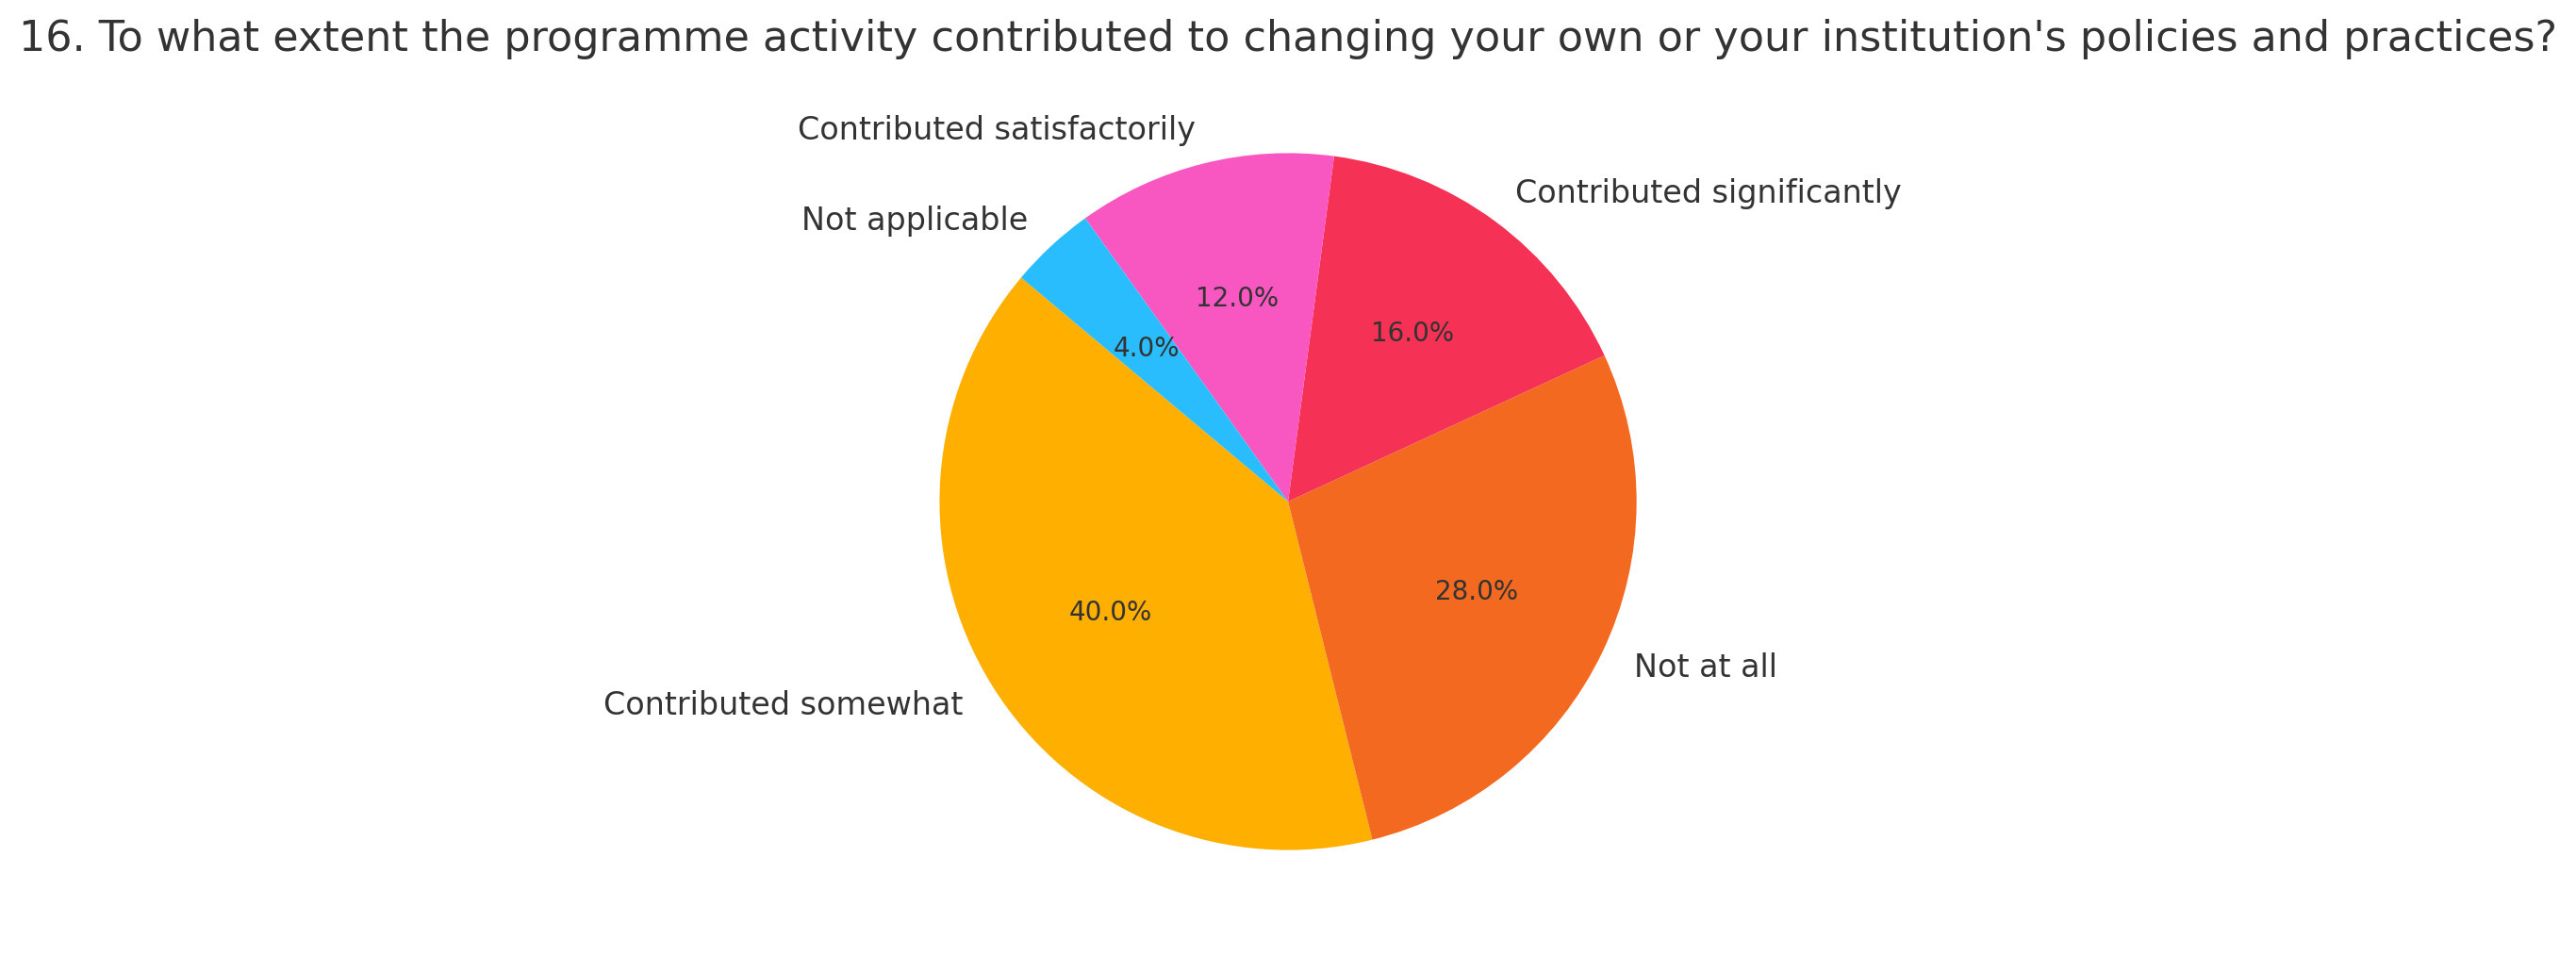 16. To what extent the programme activity contributed to changing your own or your institution's policies and practices?
Contributed satisfactorily
Contributed significantly
Not applicable
12.0%
16.0%
4.0%
28.0%
40.0%
Not at all
Contributed somewhat